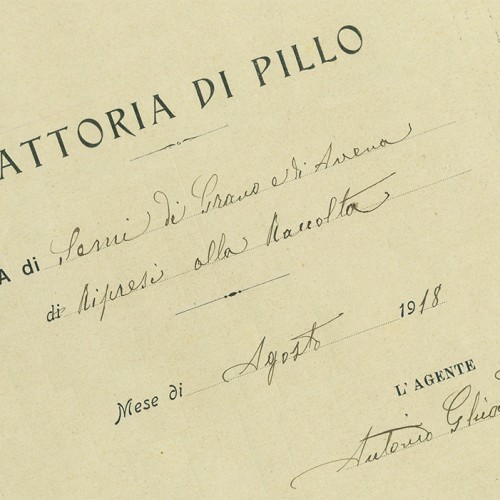 ATTORIA DI PILLO
A di Semi di Grano e di Avena
di Ripresi alla Raccolta
Mese di Agosto 1918
L'AGENTE
Antonio